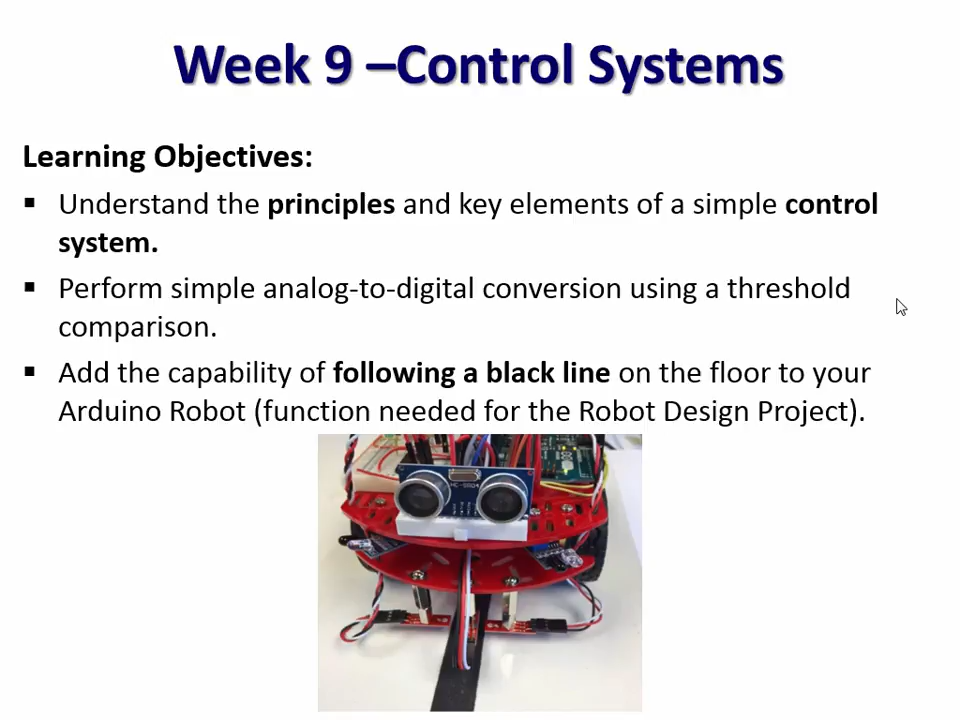 Week 9 –Control Systems
Learning Objectives:
▪ Understand the principles and key elements of a simple control
system.
▪ Perform simple analog-to-digital conversion using a threshold
comparison.
▪ Add the capability of following a black line on the floor to your
Arduino Robot (function needed for the Robot Design Project).